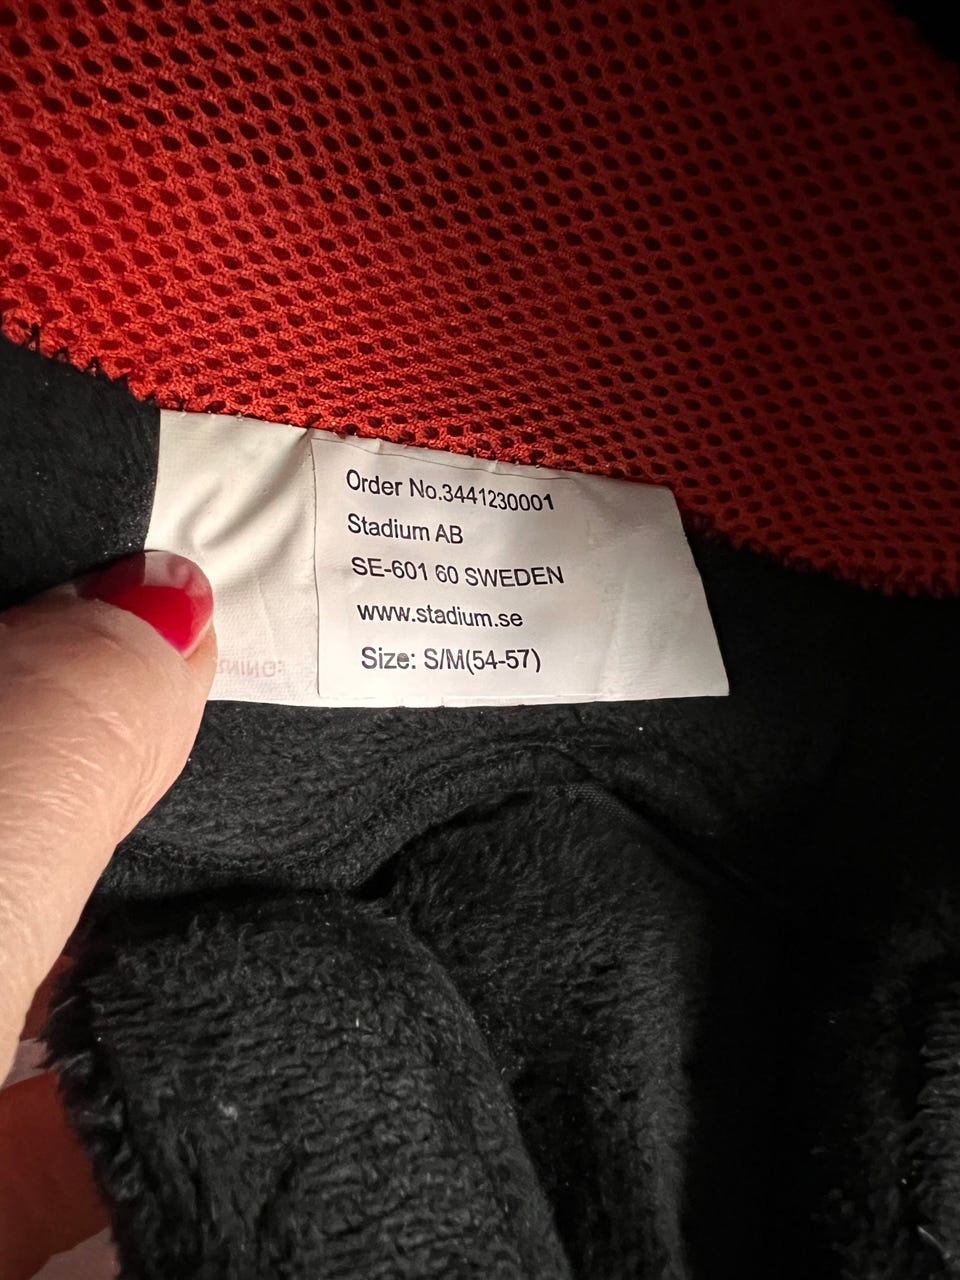 Order No.3441230001
Stadium AB
SE-601 60 SWEDEN
www.stadium.se
Size: S/M(54-57)